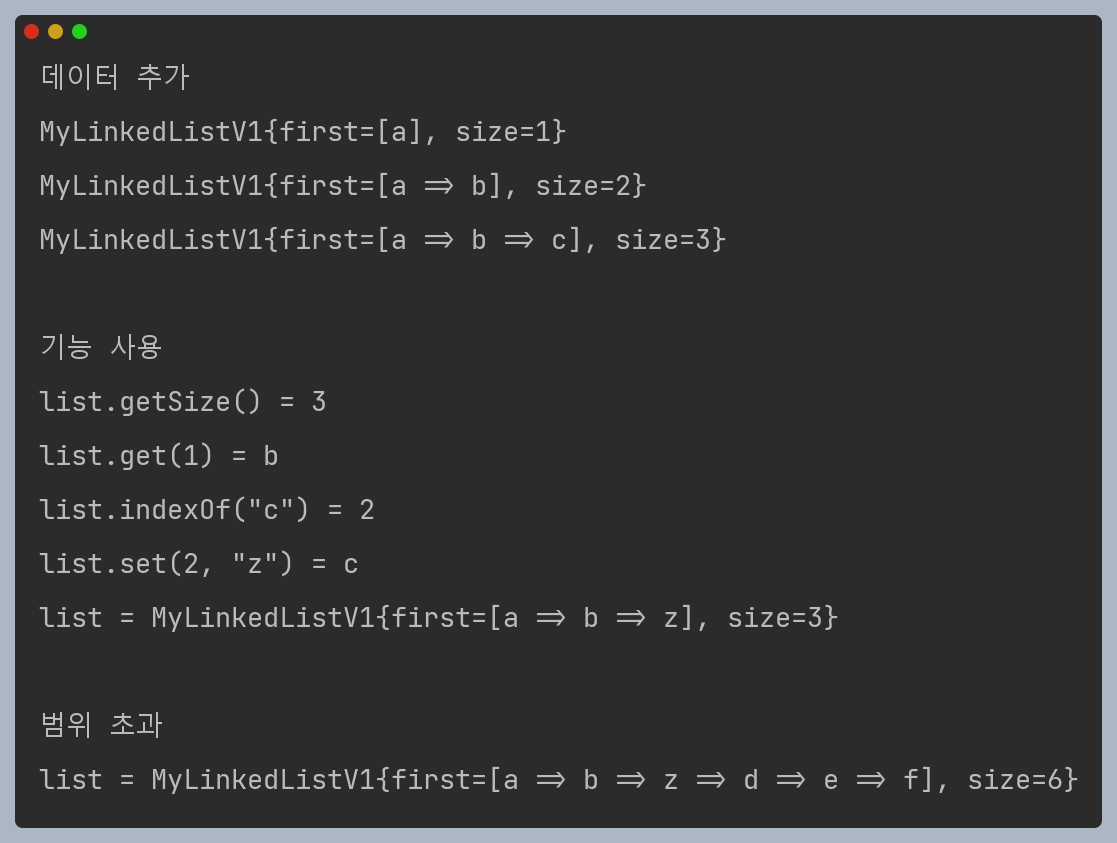 데이터 추가
MyLinkedListV1{first=[a], size=1}
MyLinkedListV1{first=[a => b], size=2}
MyLinkedListV1{first=[a => b => c], size=3}
기능 사용
list.getSize() = 3
list.get(1) = b
list.indexOf("c") = 2
list.set(2, "z") = c
list = MyLinkedListV1{first=[a => b => z], size=3}
범위 초과
list = MyLinkedListV1{first=[a => b => z => d => e => f], size=6}